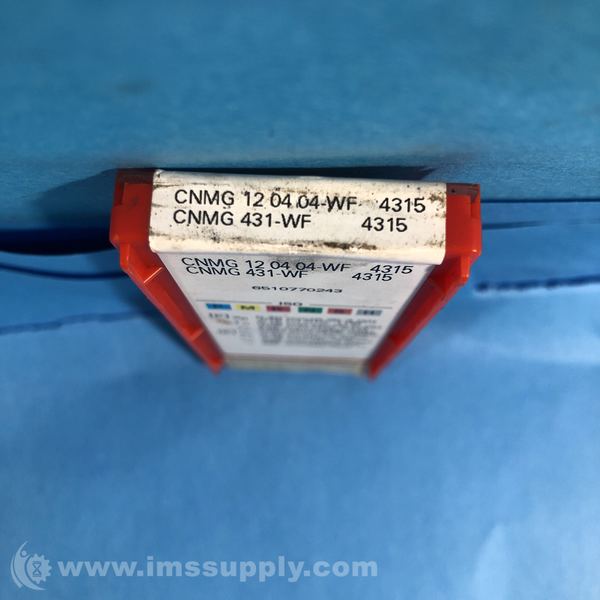 CNMG 12 04 04-WF 4315
CNMG 431-WF 4315
CNMG 12 04 04-WF 4315
CNMG 431-WF 4315
6510770243
ISO
P M K N S H
www.imssupply.com